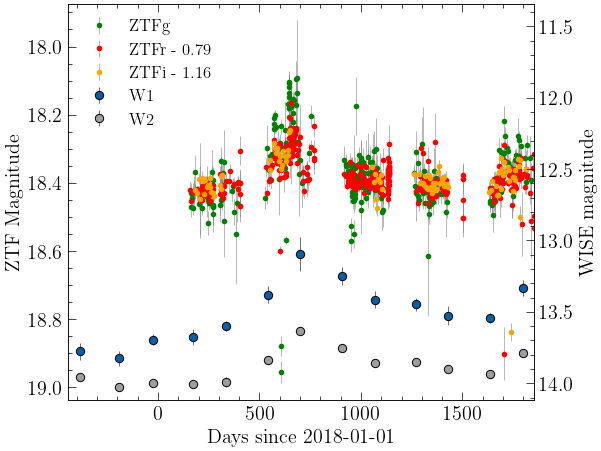 ZTFg
ZTFr - 0.79
ZTFi - 1.16
W1
W2
ZTF Magnitude
18.0
18.2
18.4
18.6
18.8
19.0
WISE magnitude
11.5
12.0
12.5
13.0
13.5
14.0
0
500
1000
1500
Days since 2018-01-01